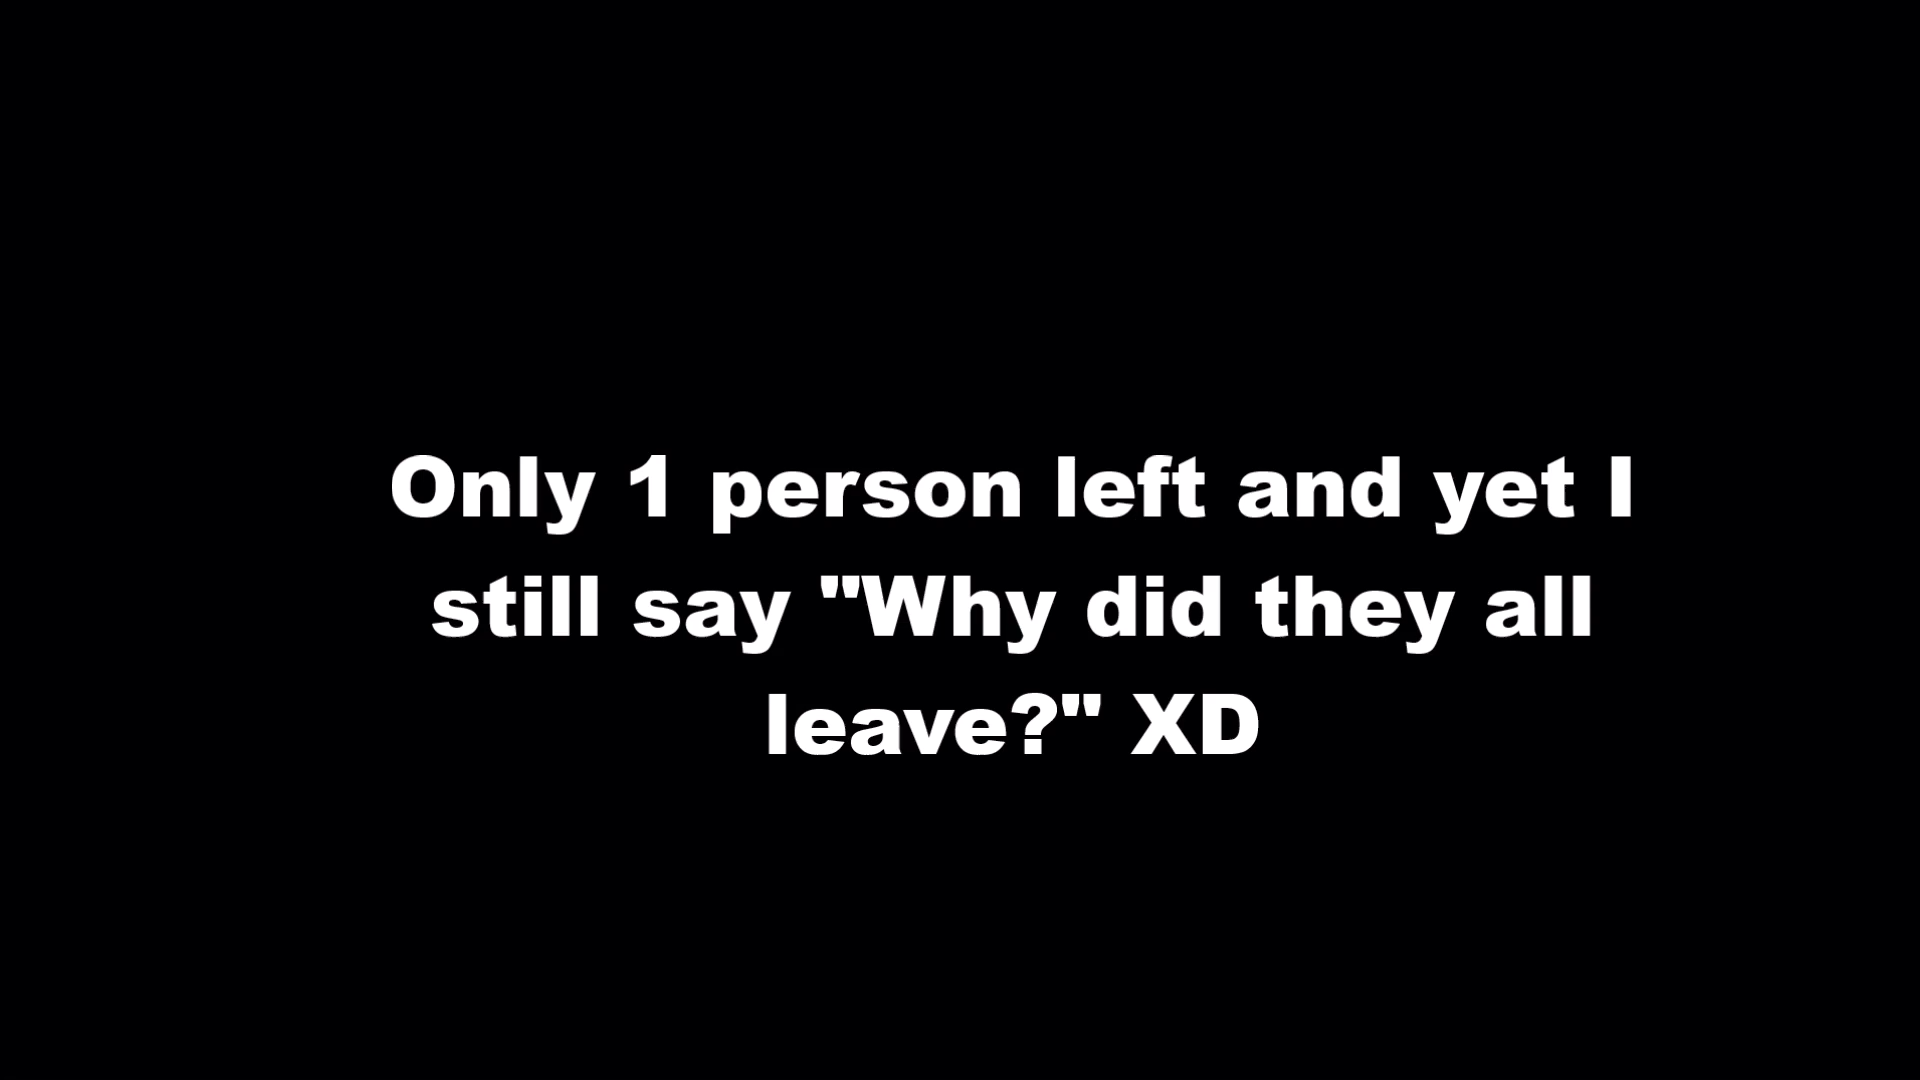 Only 1 person left and yet I
still say "Why did they all
leave?" XD